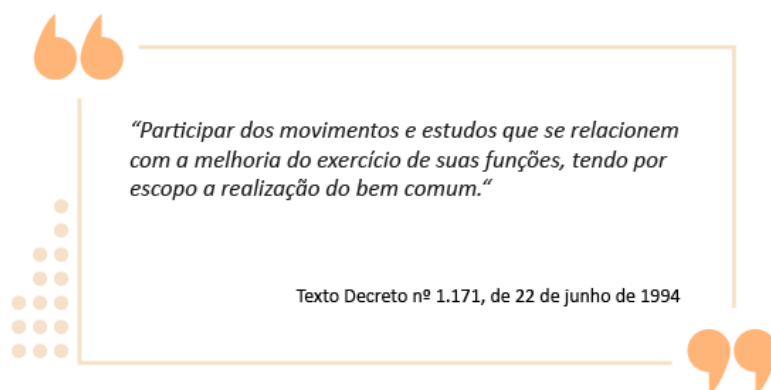 “Participar dos movimentos e estudos que se relacionem
com a melhoria do exercício de suas funções, tendo por
escopo a realização do bem comum.“
Texto Decreto nº 1.171, de 22 de junho de 1994